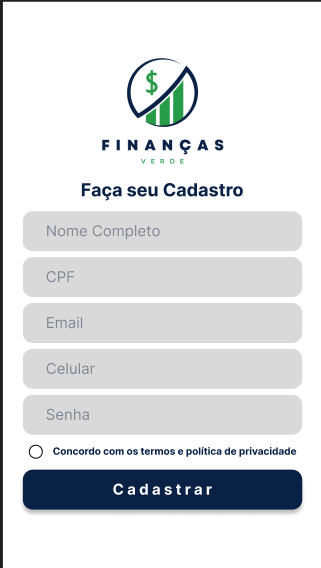 $
FINANÇAS
VERDE
Faça seu Cadastro
Nome Completo
CPF
Email
Celular
Senha
Concordo com os termos e política de privacidade
Cadastrar